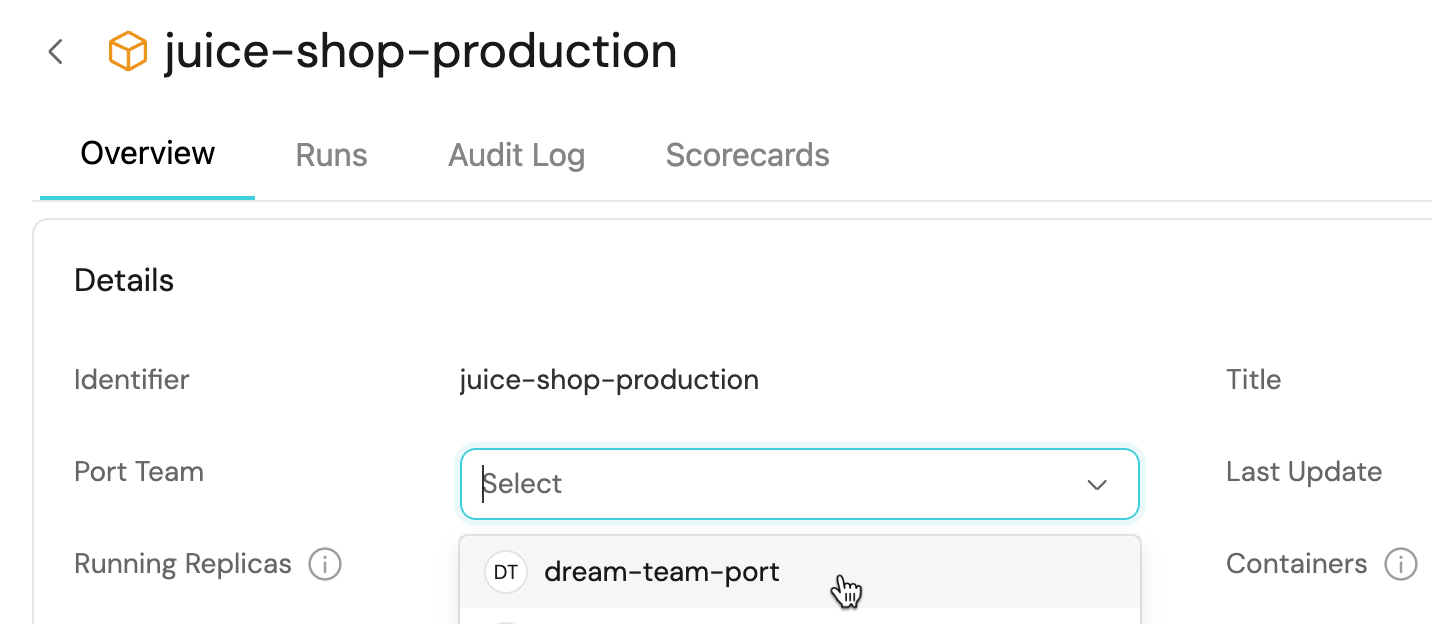 juice-shop-production
Overview Runs Audit Log Scorecards
Details
Identifier juice-shop-production Title
Port Team Select Last Update
Running Replicas i Containers i
DT dream-team-port